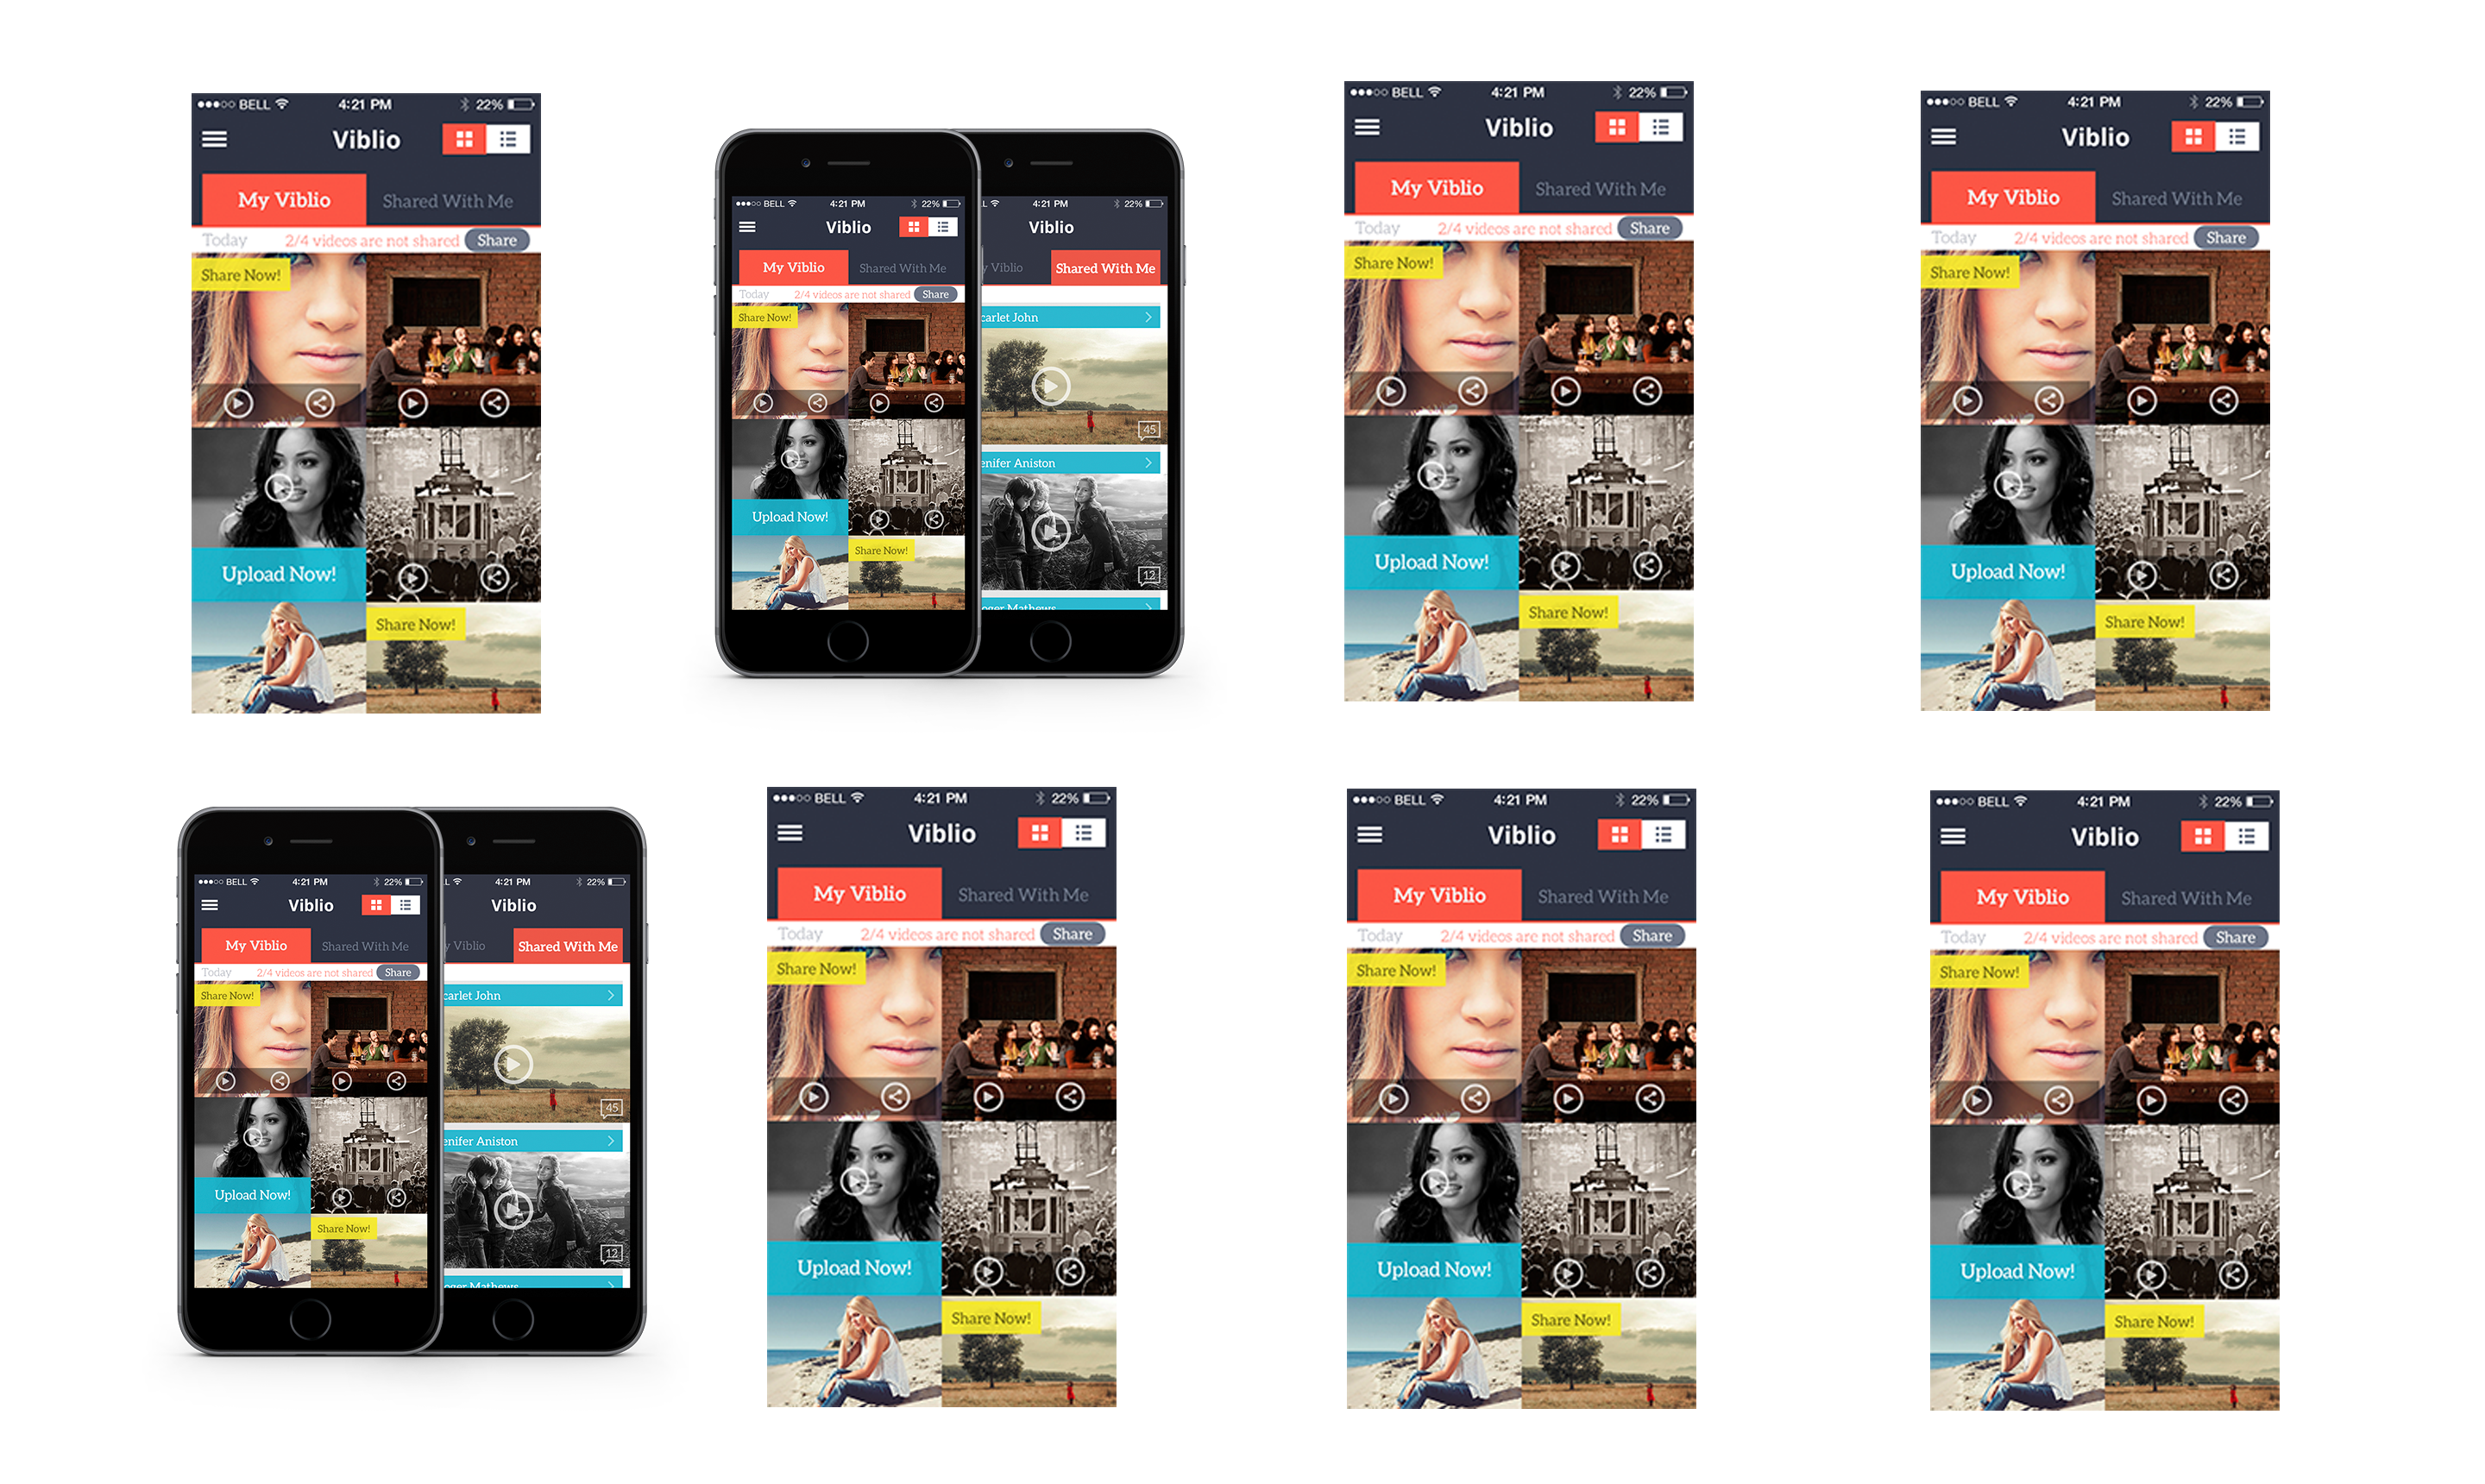 BELL 4:21 PM 22%
Viblio
My Viblio Shared With Me
Today 2/4 videos are not shared Share
Share Now!
Upload Now!
Share Now!
BELL 4:21 PM 22%
Viblio
My Viblio Shared With Me
Today 2/4 videos are not shared Share
Share Now!
Upload Now!
Share Now!
L 4:21 PM 22%
Viblio
y Viblio Shared With Me
carlet John
45
enifer Aniston
12
oger Mathews
BELL 4:21 PM 22%
Viblio
My Viblio Shared With Me
Today 2/4 videos are not shared Share
Share Now!
Upload Now!
Share Now!
BELL 4:21 PM 22%
Viblio
My Viblio Shared With Me
Today 2/4 videos are not shared Share
Share Now!
Upload Now!
Share Now!
BELL 4:21 PM 22%
Viblio
My Viblio Shared With Me
Today 2/4 videos are not shared Share
Share Now!
Upload Now!
Share Now!
L 4:21 PM 22%
Viblio
y Viblio Shared With Me
carlet John
45
enifer Aniston
12
oger Mathews
BELL 4:21 PM 22%
Viblio
My Viblio Shared With Me
Today 2/4 videos are not shared Share
Share Now!
Upload Now!
Share Now!
BELL 4:21 PM 22%
Viblio
My Viblio Shared With Me
Today 2/4 videos are not shared Share
Share Now!
Upload Now!
Share Now!
BELL 4:21 PM 22%
Viblio
My Viblio Shared With Me
Today 2/4 videos are not shared Share
Share Now!
Upload Now!
Share Now!